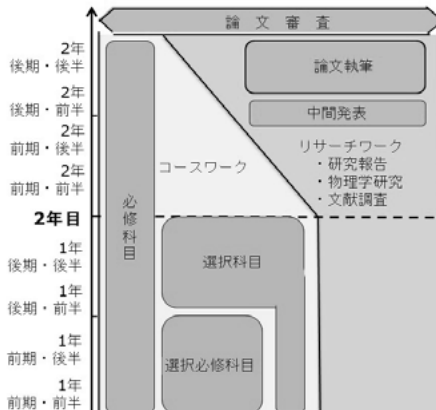 論文審査
2年
後期・後半
2年
後期・前半
2年
前期・後半
2年
前期・前半
2年目
1年
後期・後半
1年
後期・前半
1年
前期・後半
1年
前期・前半
必修科目
コースワーク
論文執筆
中間発表
リサーチワーク
・研究報告
・物理学研究
・文献調査
選択科目
選択必修科目